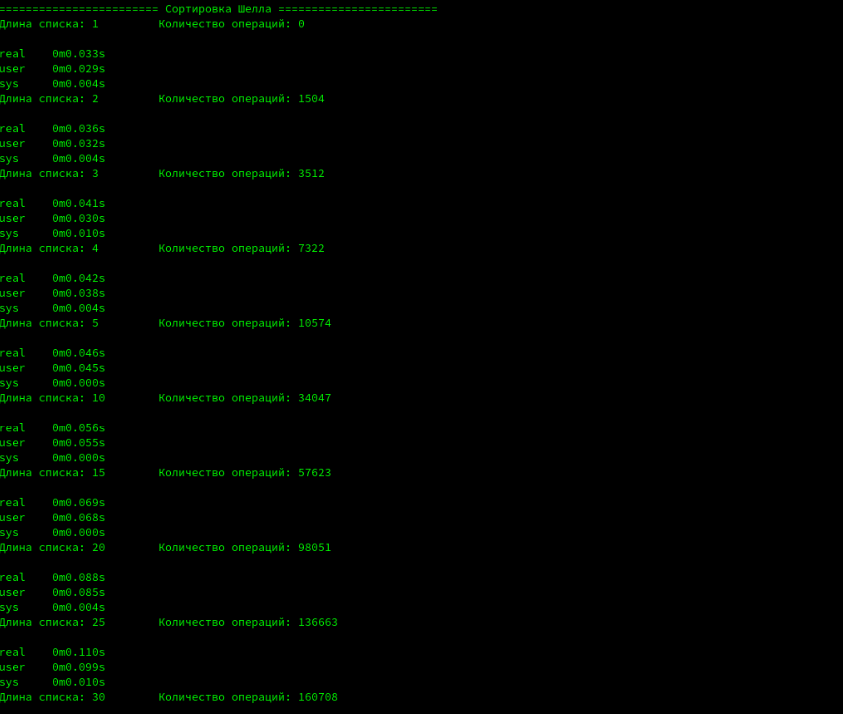 ======================== Сортировка Шелла ========================
Длина списка: 1 Количество операций: 0
real 0m0.033s
user 0m0.029s
sys 0m0.004s
Длина списка: 2 Количество операций: 1504
real 0m0.036s
user 0m0.032s
sys 0m0.004s
Длина списка: 3 Количество операций: 3512
real 0m0.041s
user 0m0.030s
sys 0m0.010s
Длина списка: 4 Количество операций: 7322
real 0m0.042s
user 0m0.038s
sys 0m0.004s
Длина списка: 5 Количество операций: 10574
real 0m0.046s
user 0m0.045s
sys 0m0.000s
Длина списка: 10 Количество операций: 34047
real 0m0.056s
user 0m0.055s
sys 0m0.000s
Длина списка: 15 Количество операций: 57623
real 0m0.069s
user 0m0.068s
sys 0m0.000s
Длина списка: 20 Количество операций: 98051
real 0m0.088s
user 0m0.085s
sys 0m0.004s
Длина списка: 25 Количество операций: 136663
real 0m0.110s
user 0m0.099s
sys 0m0.010s
Длина списка: 30 Количество операций: 160708